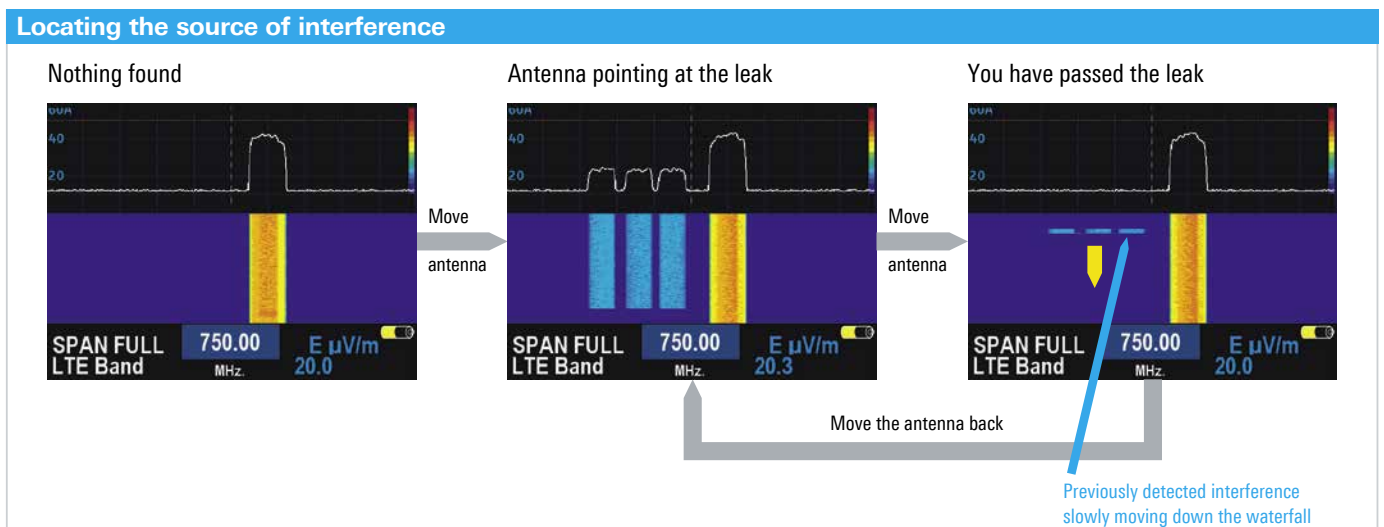 Locating the source of interference
Nothing found
Antenna pointing at the leak
You have passed the leak
40
20
SPAN FULL
LTE Band
750.00
MHz.
E µV/m
20.0
Move
antenna
40
20
SPAN FULL
LTE Band
750.00
MHz.
E µV/m
20.3
Move
antenna
40
20
SPAN FULL
LTE Band
750.00
MHz.
E µV/m
20.0
Move the antenna back
Previously detected interference
slowly moving down the waterfall